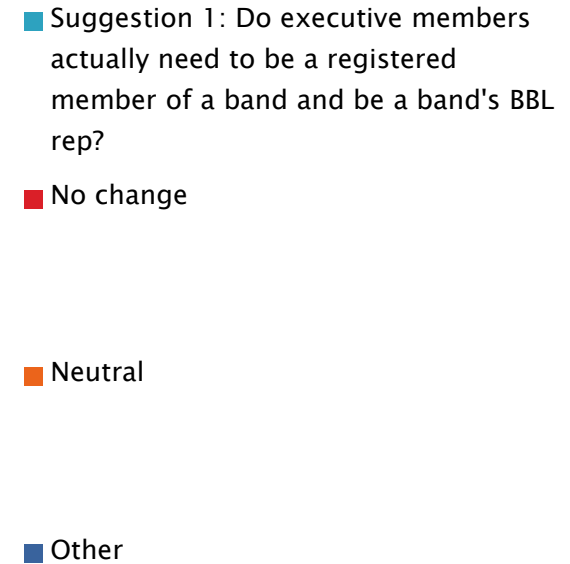 Suggestion 1: Do executive members
actually need to be a registered
member of a band and be a band's BBL
rep?
No change
Neutral
Other